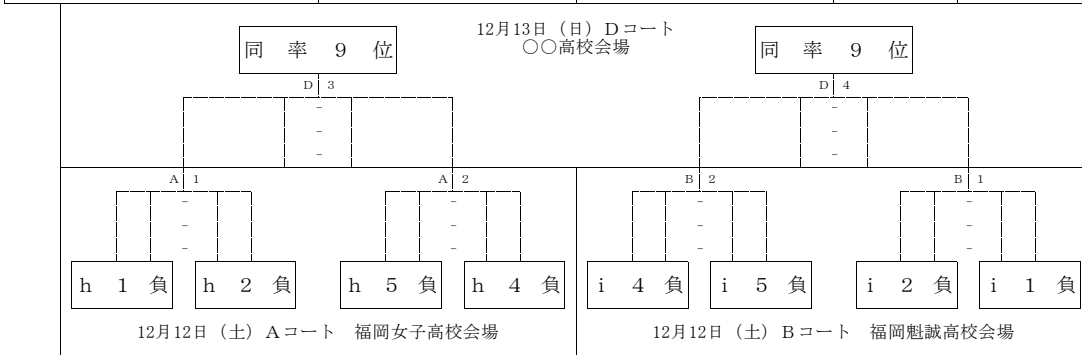 12月13日（日）Dコート
○○高校会場
同 率 9 位
同 率 9 位
D 3
D 4
-
-
-
-
-
-
A 1
A 2
B 2
B 1
- - - -
- - - -
- - - -
h 1 負
h 2 負
h 5 負
h 4 負
i 4 負
i 5 負
i 2 負
i 1 負
12月12日（土）Aコート 福岡女子高校会場
12月12日（土）Bコート 福岡魁誠高校会場